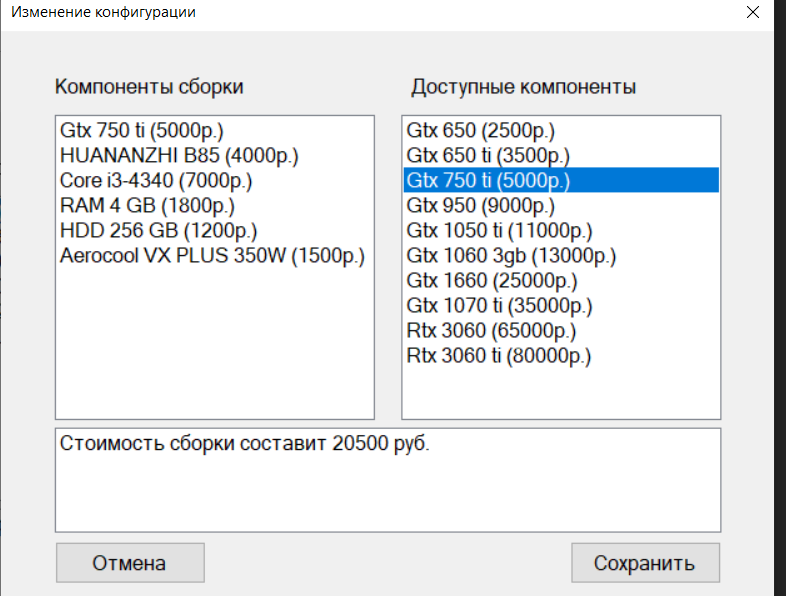 Изменение конфигурации
Компоненты сборки
Gtx 750 ti (5000р.)
HUANANZHI B85 (4000р.)
Core i3-4340 (7000р.)
RAM 4 GB (1800р.)
HDD 256 GB (1200р.)
Aerocool VX PLUS 350W (1500р.)
Доступные компоненты
Gtx 650 (2500р.)
Gtx 650 ti (3500р.)
Gtx 750 ti (5000р.)
Gtx 950 (9000р.)
Gtx 1050 ti (11000р.)
Gtx 1060 3gb (13000р.)
Gtx 1660 (25000р.)
Gtx 1070 ti (35000р.)
Rtx 3060 (65000р.)
Rtx 3060 ti (80000р.)
Стоимость сборки составит 20500 руб.
Отмена
Сохранить